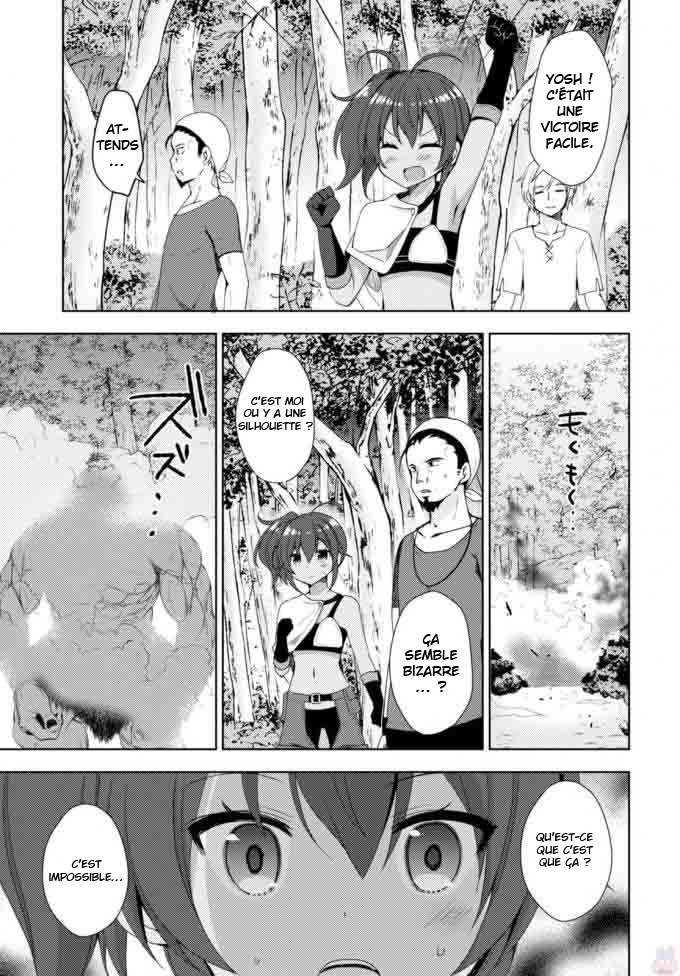 YOSH !
C'ÉTAIT
UNE
VICTOIRE
FACILE.
AT-
TENDS
...
もくもく...
C'EST MOI
OU Y A UNE
SILHOUETTE ?
ÇA
SEMBLE
BIZARRE
... ?
ズズ...
QU'EST-CE
QUE C'EST
QUE ÇA ?
C'EST
IMPOSSIBLE...